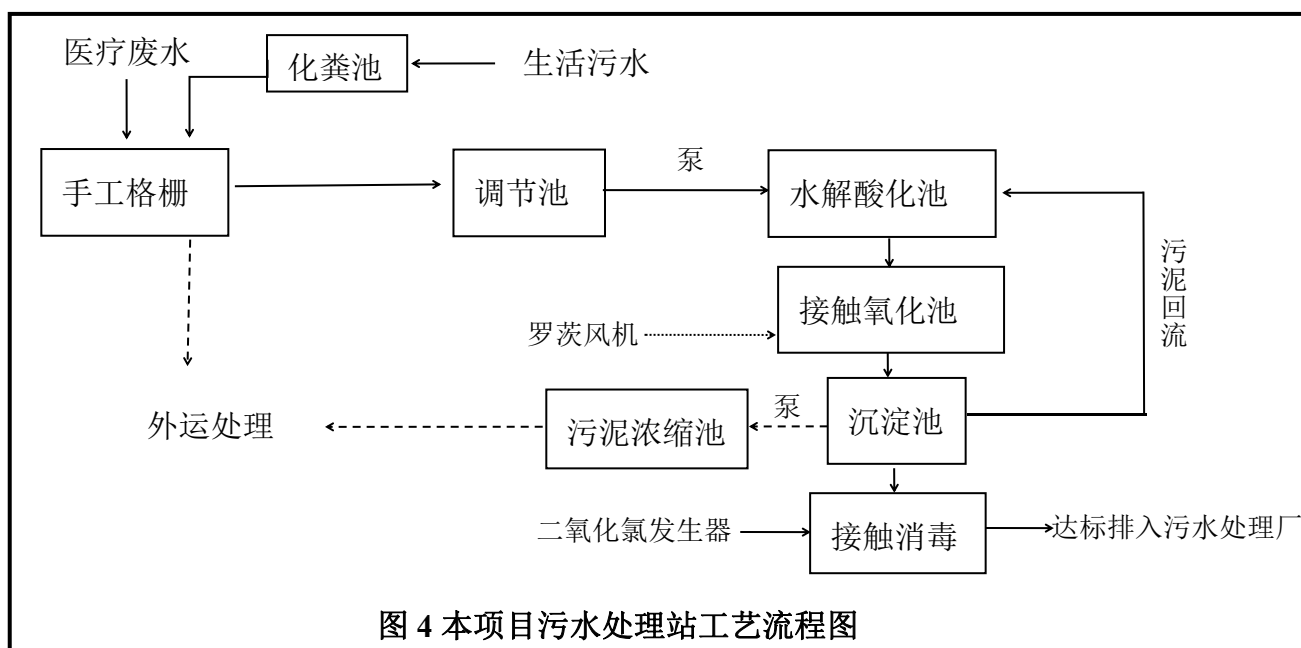 医疗废水
化粪池
生活污水
手工格栅
调节池
泵
水解酸化池
污泥回流
接触氧化池
罗茨风机
外运处理
污泥浓缩池
泵
沉淀池
二氧化氯发生器
接触消毒
达标排入污水处理厂
图 4 本项目污水处理站工艺流程图